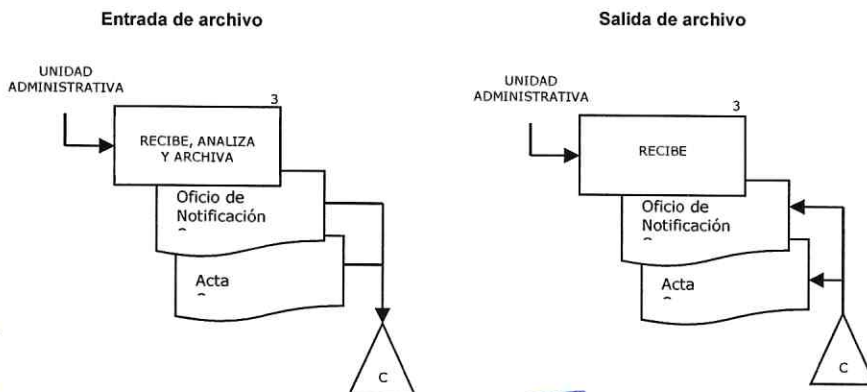 Entrada de archivo
UNIDAD
ADMINISTRATIVA
3
RECIBE, ANALIZA
Y ARCHIVA
Oficio de
Notificación
Acta
C
Salida de archivo
UNIDAD
ADMINISTRATIVA
3
RECIBE
Oficio de
Notificación
Acta
C